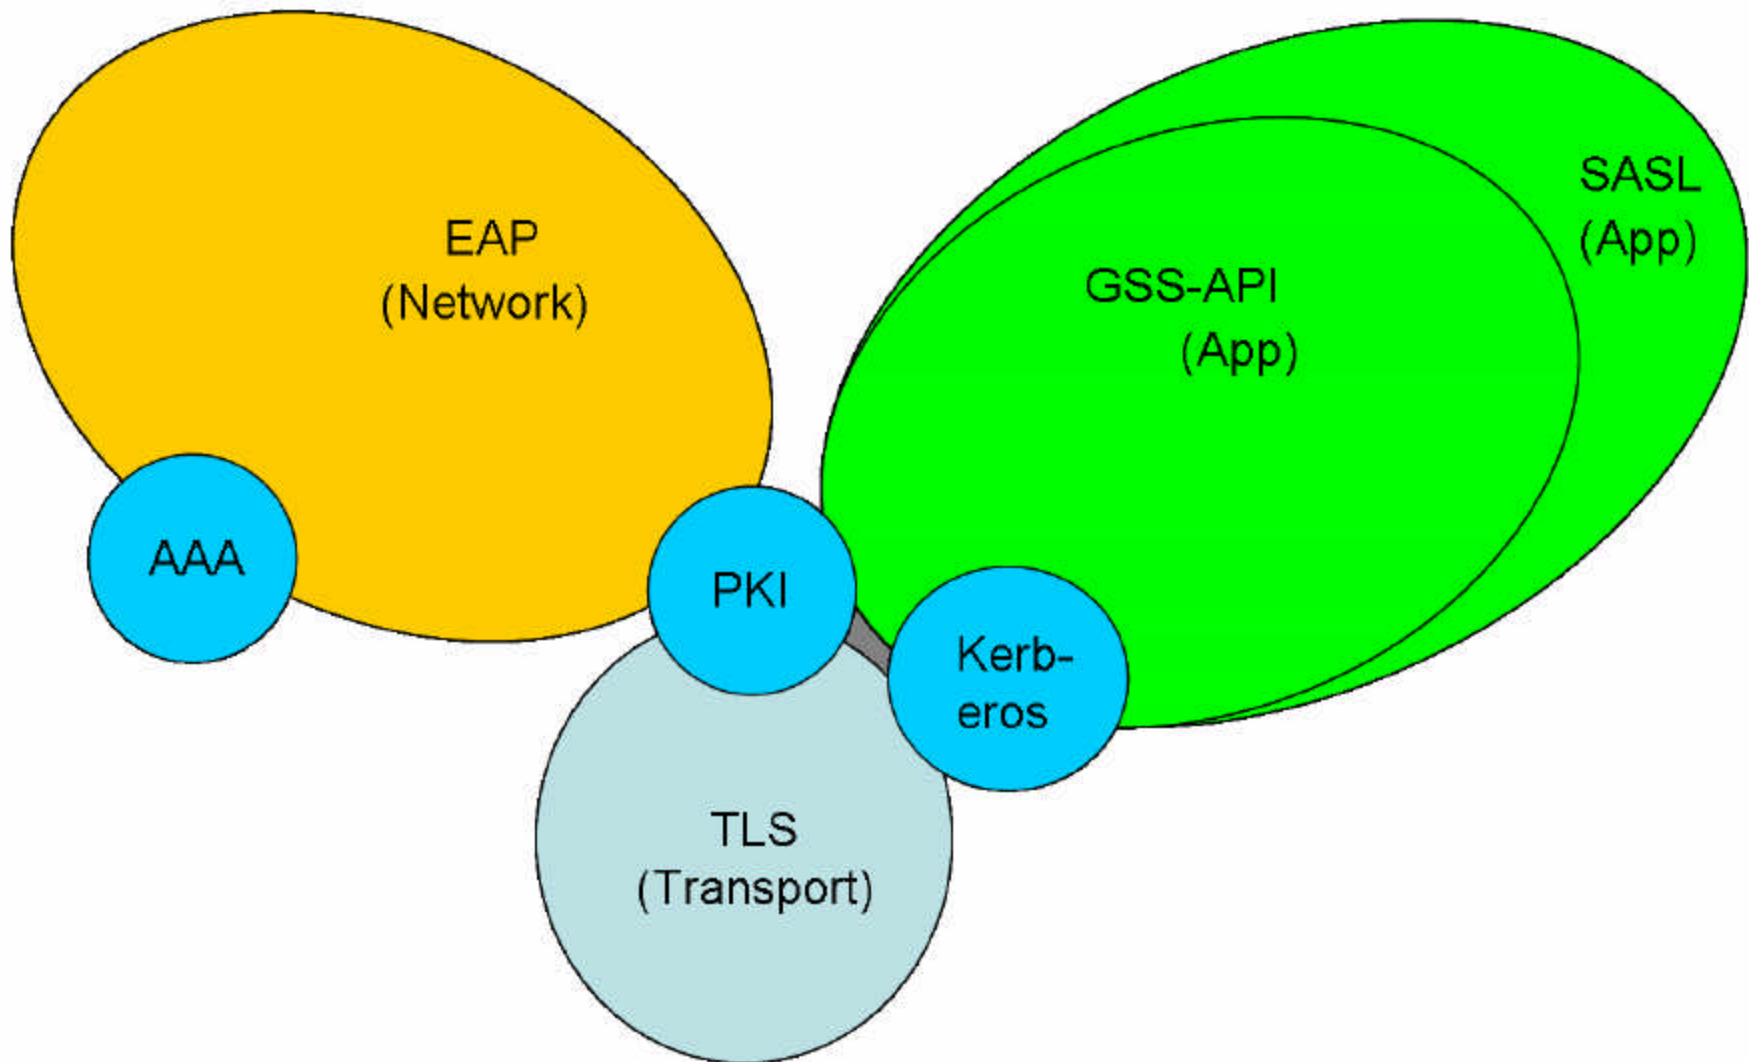 EAP
(Network)
SASL
(App)
GSS-API
(App)
AAA
PKI
Kerb-
eros
TLS
(Transport)